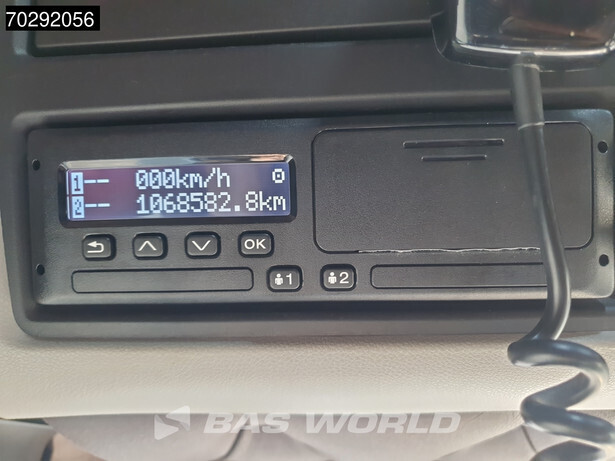 70292056
1 -- 000km/h
2 -- 1068582.8km
OK
1 2
BAS WORLD